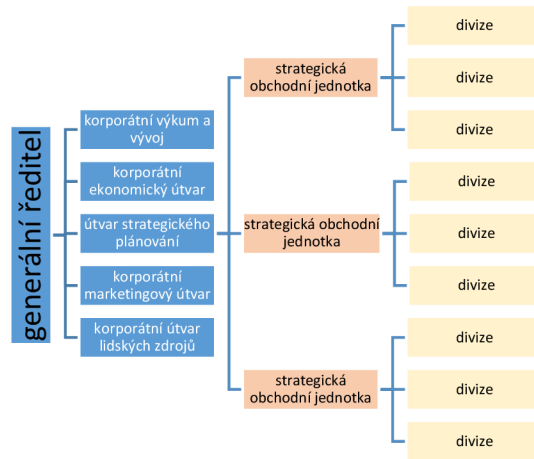 generální ředitel
korporátní výkum a
vývoj
korporátní
ekonomický útvar
útvar strategického
plánování
korporátní
marketingový útvar
korporátní útvar
lidských zdrojů
strategická
obchodní jednotka
strategická obchodní
jednotka
strategická
obchodní jednotka
divize
divize
divize
divize
divize
divize
divize
divize
divize